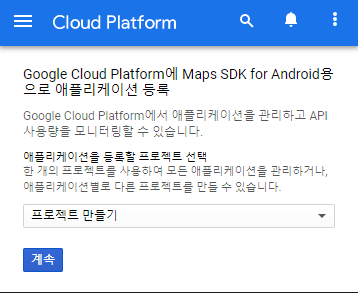 Cloud Platform
Google Cloud Platform에 Maps SDK for Android용
으로 애플리케이션 등록
Google Cloud Platform에서 애플리케이션을 관리하고 API
사용량을 모니터링할 수 있습니다.
애플리케이션을 등록할 프로젝트 선택
한 개의 프로젝트를 사용하여 모든 애플리케이션을 관리하거나,
애플리케이션별로 다른 프로젝트를 만들 수 있습니다.
프로젝트 만들기
계속